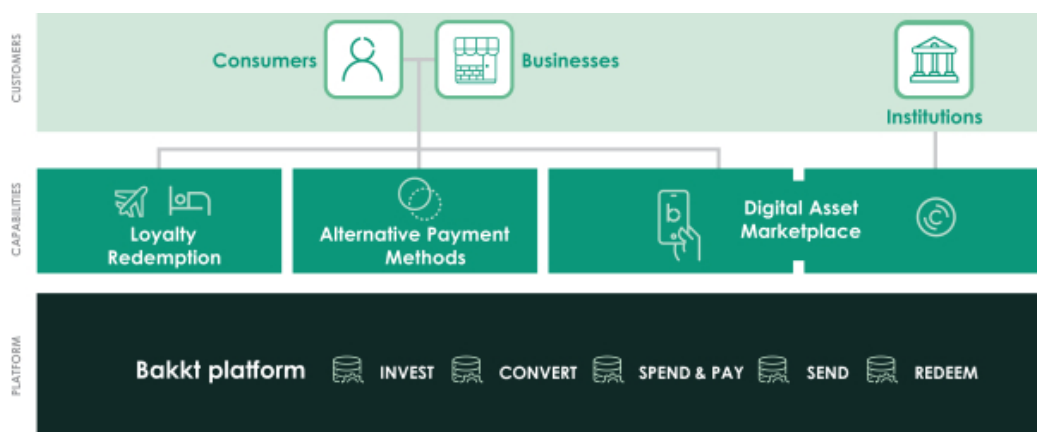 CUSTOMERS
Consumers
Businesses
Institutions
CAPABILITIES
Loyalty
Redemption
Alternative Payment
Methods
b
Digital Asset
Marketplace
C
PLATFORM
Bakkt platform
INVEST
CONVERT
SPEND & PAY
SEND
REDEEM